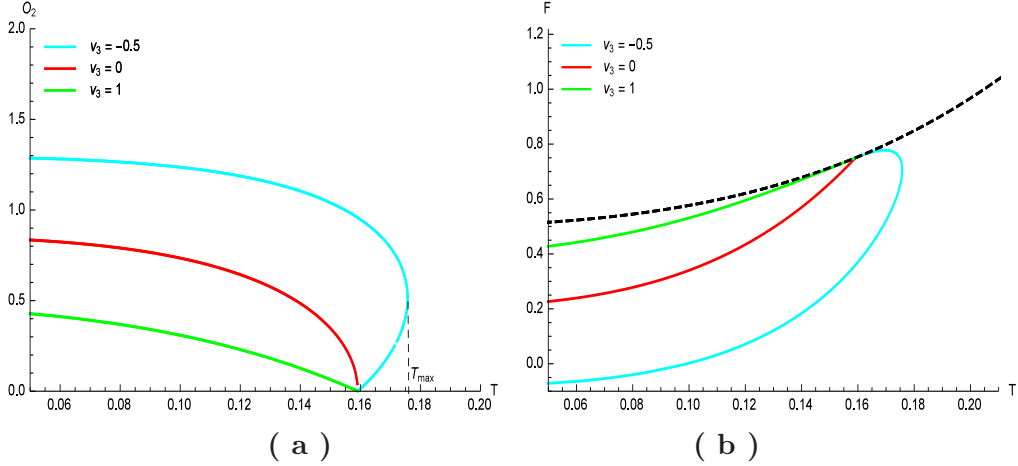 O₂
2.0
1.5
1.0
0.5
0.0
v₃ = −0.5
v₃ = 0
v₃ = 1
T_max
0.06 0.08 0.10 0.12 0.14 0.16 0.18 0.20 T
( a )
F
1.2
1.0
0.8
0.6
0.4
0.2
0.0
v₃ = −0.5
v₃ = 0
v₃ = 1
0.06 0.08 0.10 0.12 0.14 0.16 0.18 0.20 T
( b )